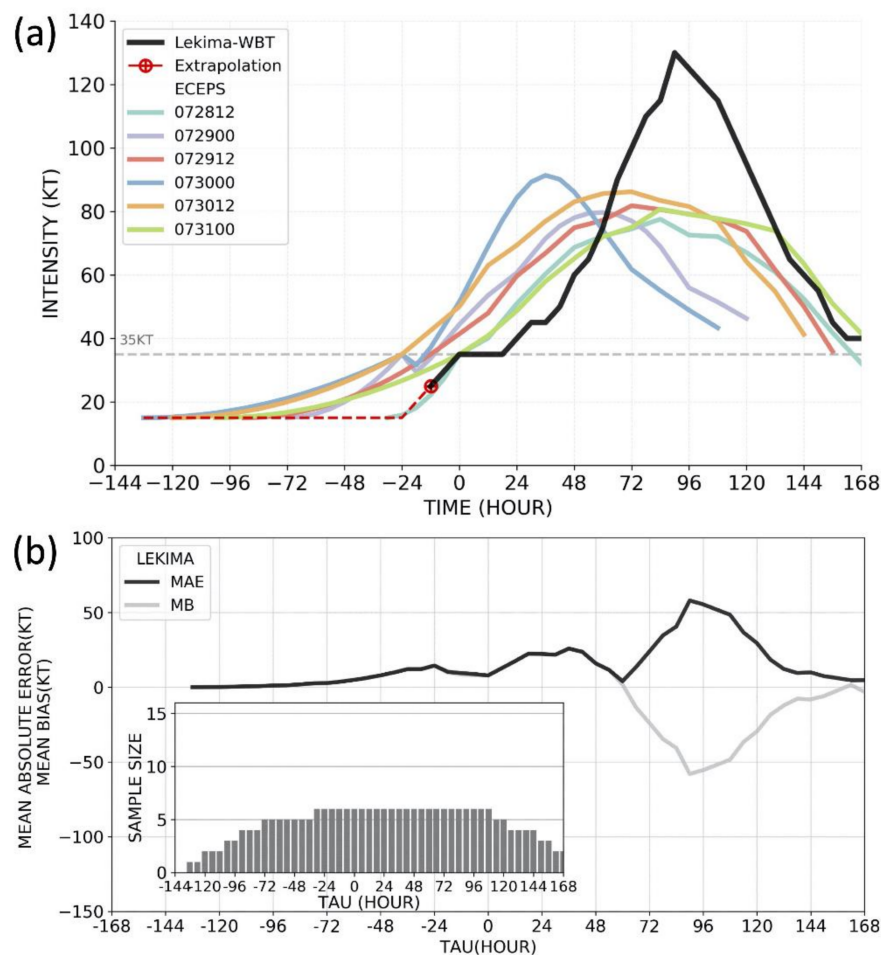 (a)
140
120
100
80
60
40
20
0
INTENSITY (KT)
Lekima-WBT
Extrapolation
ECEPS
072812
072900
072912
073000
073012
073100
35KT
−144 −120 −96 −72 −48 −24 0 24 48 72 96 120 144 168
TIME (HOUR)
(b)
100
50
0
−50
−100
−150
MEAN ABSOLUTE ERROR(KT)
MEAN BIAS(KT)
LEKIMA
MAE
MB
15
10
5
0
SAMPLE SIZE
-144 -120 -96 -72 -48 -24 0 24 48 72 96 120 144 168
TAU (HOUR)
-168 -144 -120 -96 -72 -48 -24 0 24 48 72 96 120 144 168
TAU(HOUR)